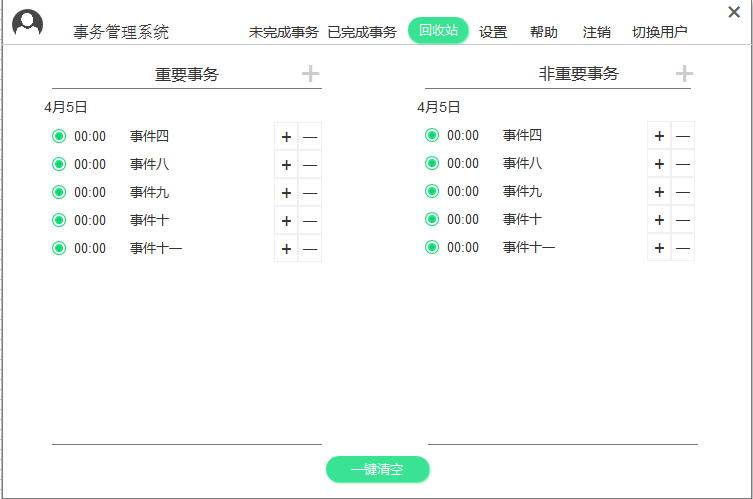 事务管理系统 未完成事务 已完成事务 回收站 设置 帮助 注销 切换用户 ×
重要事务 +
4月5日
00:00 事件四 + —
00:00 事件八 + —
00:00 事件九 + —
00:00 事件十 + —
00:00 事件十一 + —
非重要事务 +
4月5日
00:00 事件四 + —
00:00 事件八 + —
00:00 事件九 + —
00:00 事件十 + —
00:00 事件十一 + —
一键清空